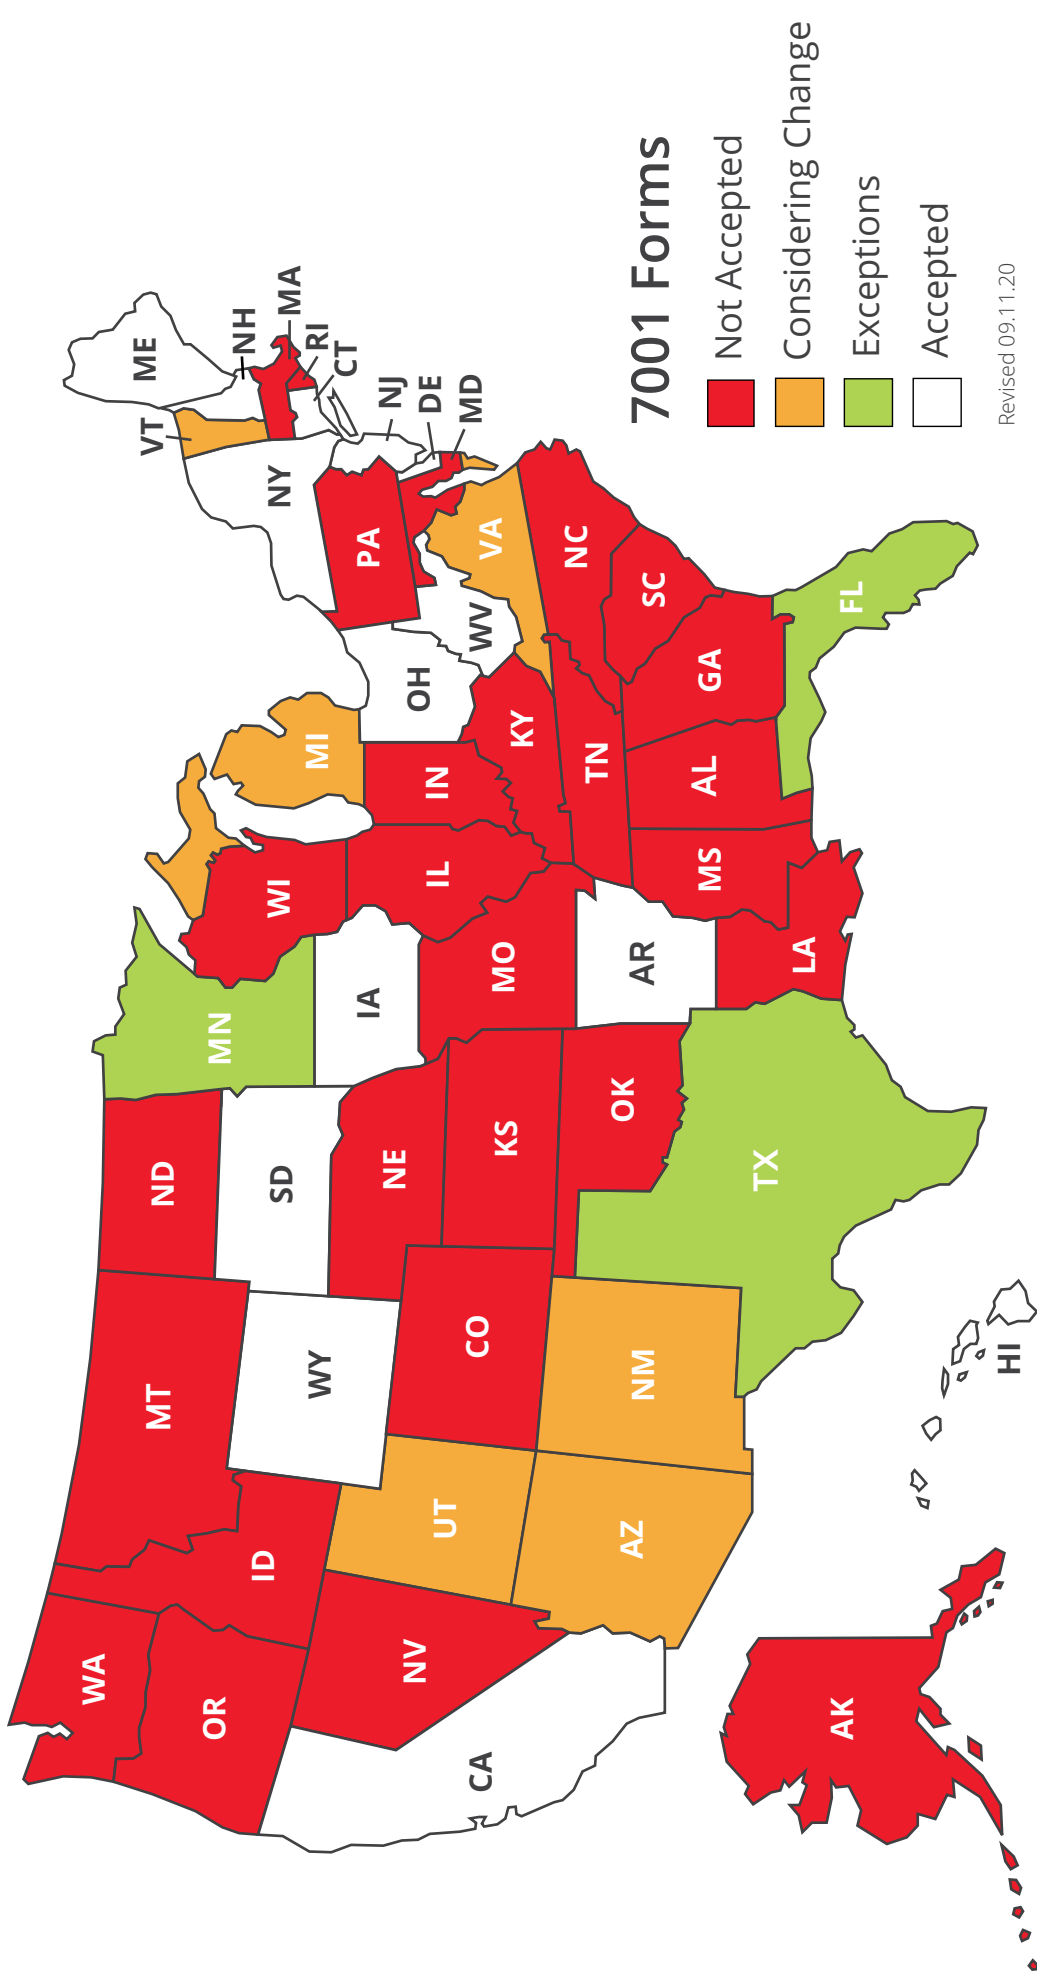 WA
OR
CA
NV
ID
MT
WY
UT
AZ
CO
NM
ND
SD
NE
KS
OK
TX
MN
IA
MO
AR
LA
WI
IL
MS
MI
IN
KY
TN
AL
OH
WV
GA
FL
SC
NC
VA
PA
NY
VT
ME
NH
MA
RI
CT
NJ
DE
MD
AK
HI
7001 Forms
Not Accepted
Considering Change
Exceptions
Accepted
Revised 09.11.20